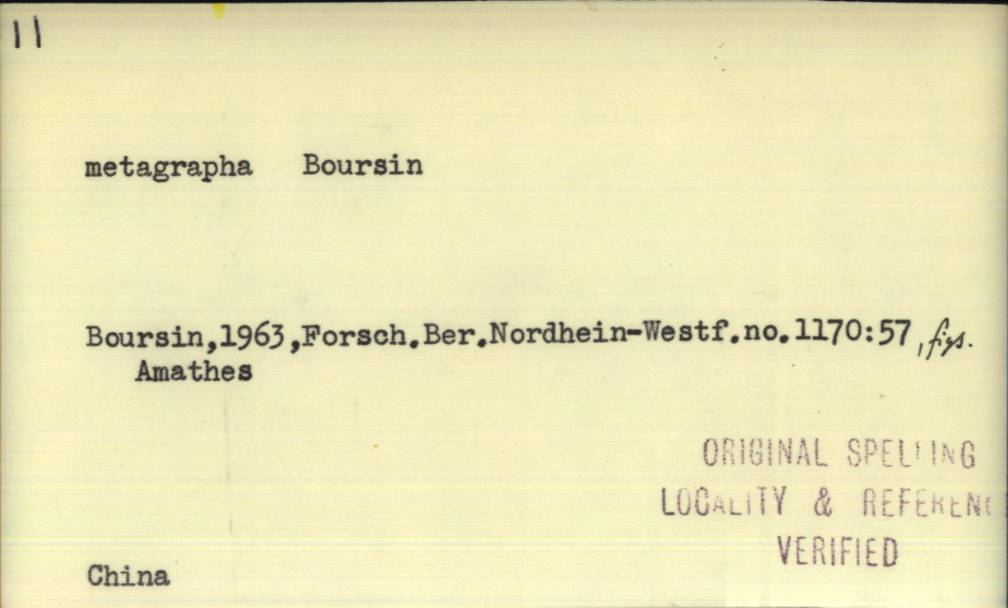 11
metagrapha Boursin
Boursin,1963,Forsch.Ber.Nordhein-Westf.no.1170:57, figs.
Amathes
ORIGINAL SPELLING
LOCALITY & REFERENC
VERIFIED
China